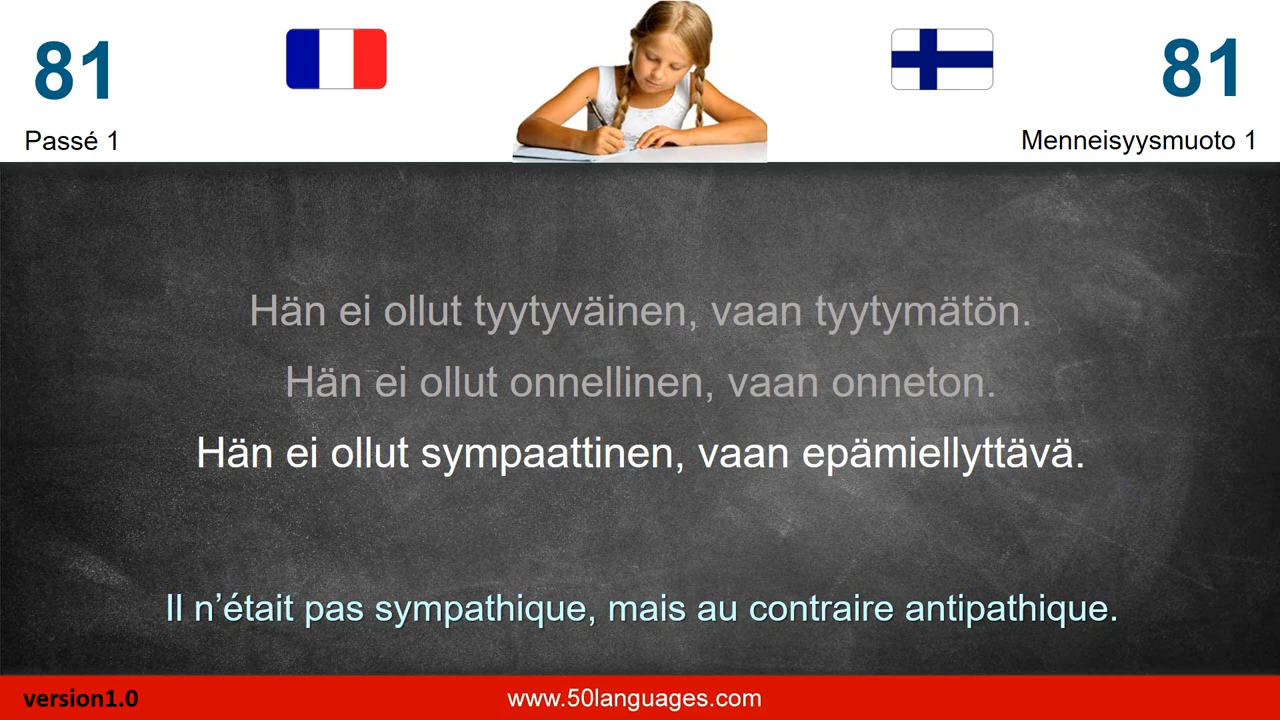 81
81
Passé 1
Menneisyysmuoto 1
Hän ei ollut tyytyväinen, vaan tyytymätön.
Hän ei ollut onnellinen, vaan onneton.
Hän ei ollut sympaattinen, vaan epämiellyttävä.
Il n’était pas sympathique, mais au contraire antipathique.
version1.0
www.50languages.com